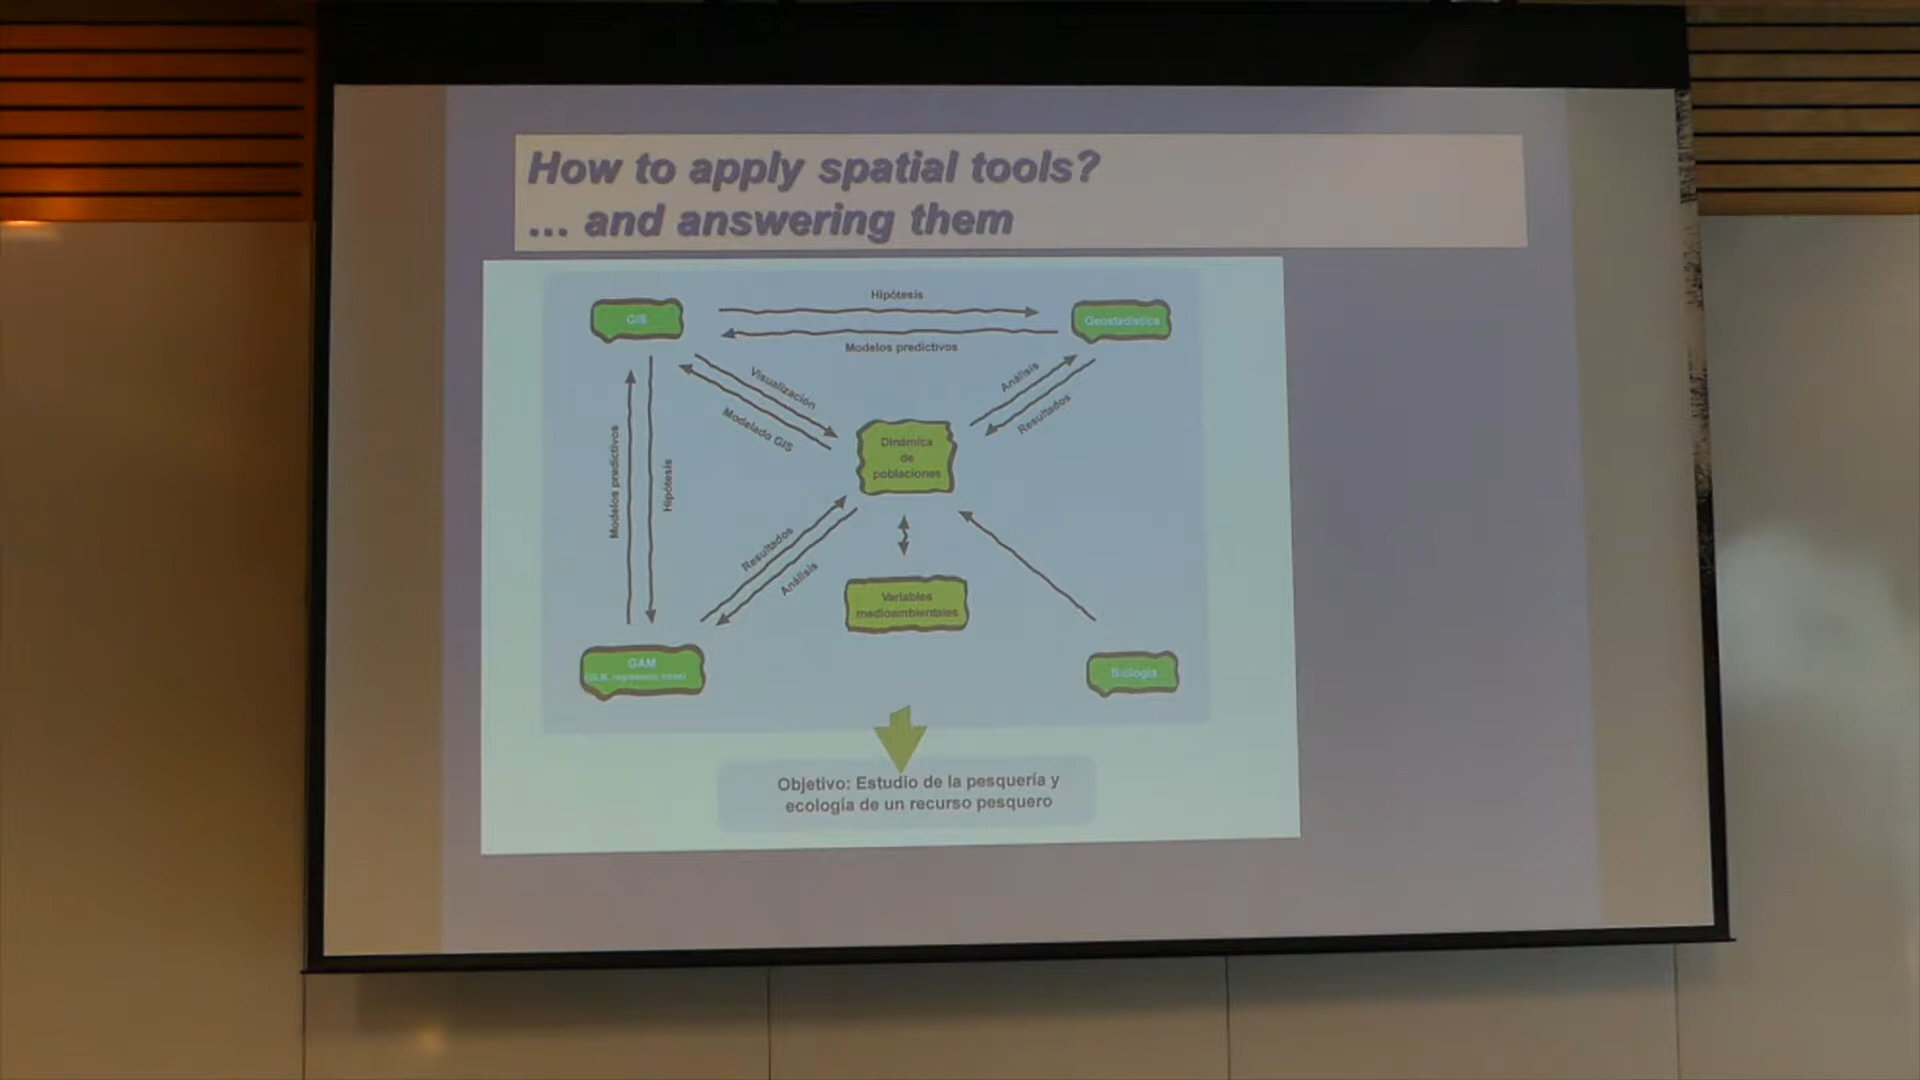 How to apply spatial tools?
... and answering them
Hipótesis
GIS
Geostadística
Modelos predictivos
Visualización
Modelado GIS
Análisis
Resultados
Dinámica
de
poblaciones
Modelos predictivos
Hipótesis
Resultados
Análisis
Variables
medioambientales
GAM
Biología
Objetivo: Estudio de la pesquería y
ecología de un recurso pesquero